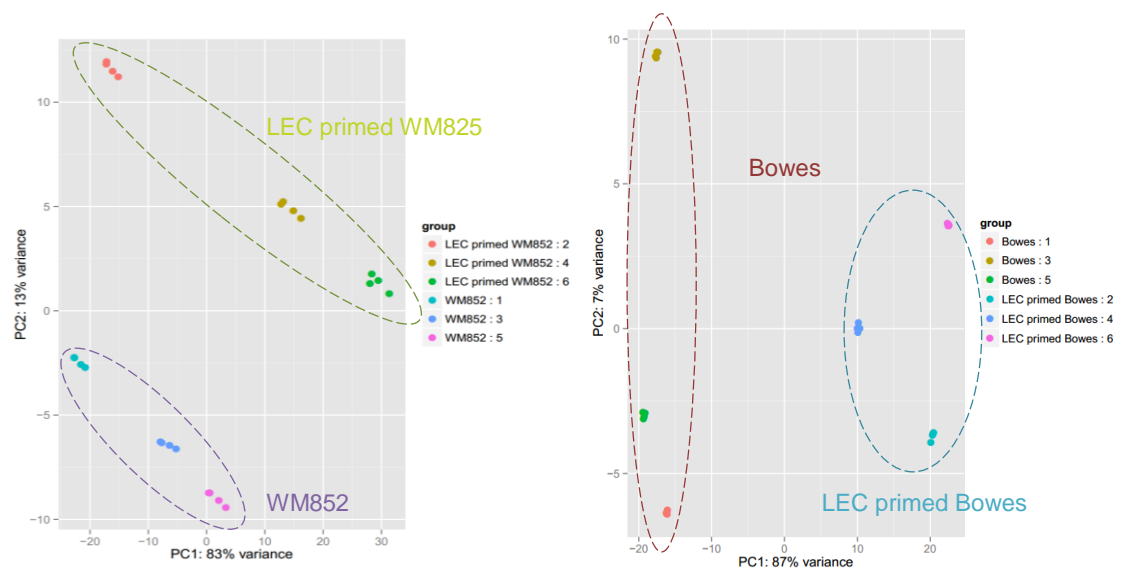 LEC primed WM825
10
5
0
−5
−10
−20
−10
0
10
20
30
PC2: 13% variance
PC1: 83% variance
WM852
group
LEC primed WM852 : 2
LEC primed WM852 : 4
LEC primed WM852 : 6
WM852 : 1
WM852 : 3
WM852 : 5
Bowes
10
5
0
−5
−20
−10
0
10
20
PC2: 7% variance
PC1: 87% variance
LEC primed Bowes
group
Bowes : 1
Bowes : 3
Bowes : 5
LEC primed Bowes : 2
LEC primed Bowes : 4
LEC primed Bowes : 6